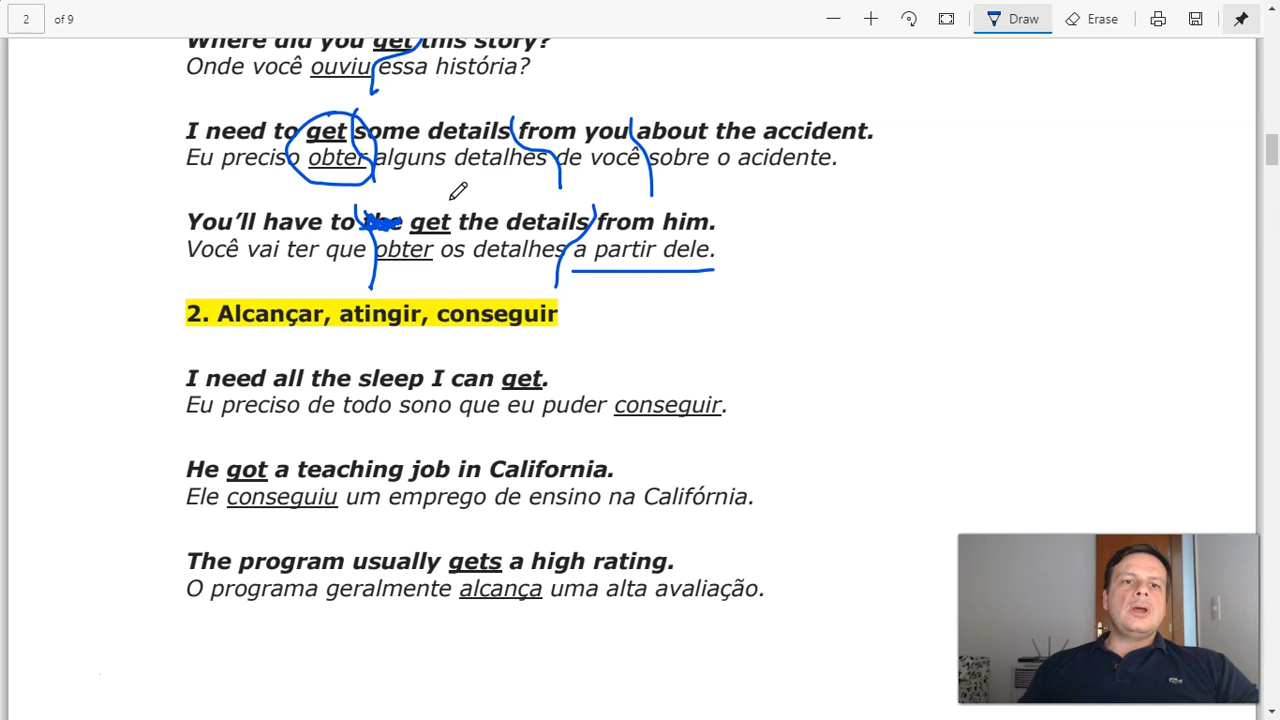 2 of 9 Draw Erase
Where did you get this story?
Onde você ouviu essa história?
I need to get some details from you about the accident.
Eu preciso obter alguns detalhes de você sobre o acidente.
You'll have to get the details from him.
Você vai ter que obter os detalhes a partir dele.
2. Alcançar, atingir, conseguir
I need all the sleep I can get.
Eu preciso de todo sono que eu puder conseguir.
He got a teaching job in California.
Ele conseguiu um emprego de ensino na Califórnia.
The program usually gets a high rating.
O programa geralmente alcança uma alta avaliação.